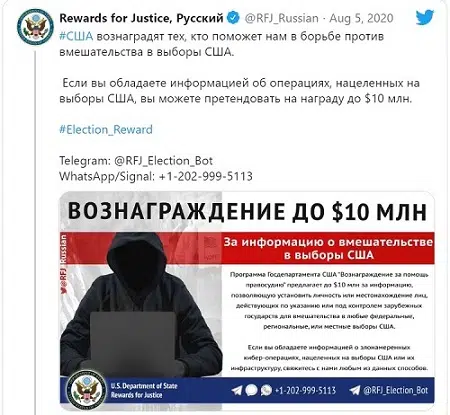 Rewards for Justice, Русский @RFJ_Russian · Aug 5, 2020
#США вознаградят тех, кто поможет нам в борьбе против
вмешательства в выборы США.
Если вы обладаете информацией об операциях, нацеленных на
выборы США, вы можете претендовать на награду до $10 млн.
#Election_Reward
Telegram: @RFJ_Election_Bot
WhatsApp/Signal: +1-202-999-5113
ВОЗНАГРАЖДЕНИЕ ДО $10 МЛН
@RFJ_Russian
За информацию о вмешательстве
в выборы США
Программа Госдепартамента США "Вознаграждение за помощь
правосудию" предлагает до $10 млн за информацию,
позволяющую установить личность или местонахождение лиц,
действующих по указанию или под контролем зарубежных
государств для вмешательства в любые федеральные,
региональные, или местные выборы США.
Если вы обладаете информацией о злонамеренных
кибер-операциях, нацеленных на выборы США или их
инфраструктуру, свяжитесь с нами любым из данных способов.
U.S. Department of State
Rewards for Justice
+1-202-999-5113
@RFJ_Election_Bot